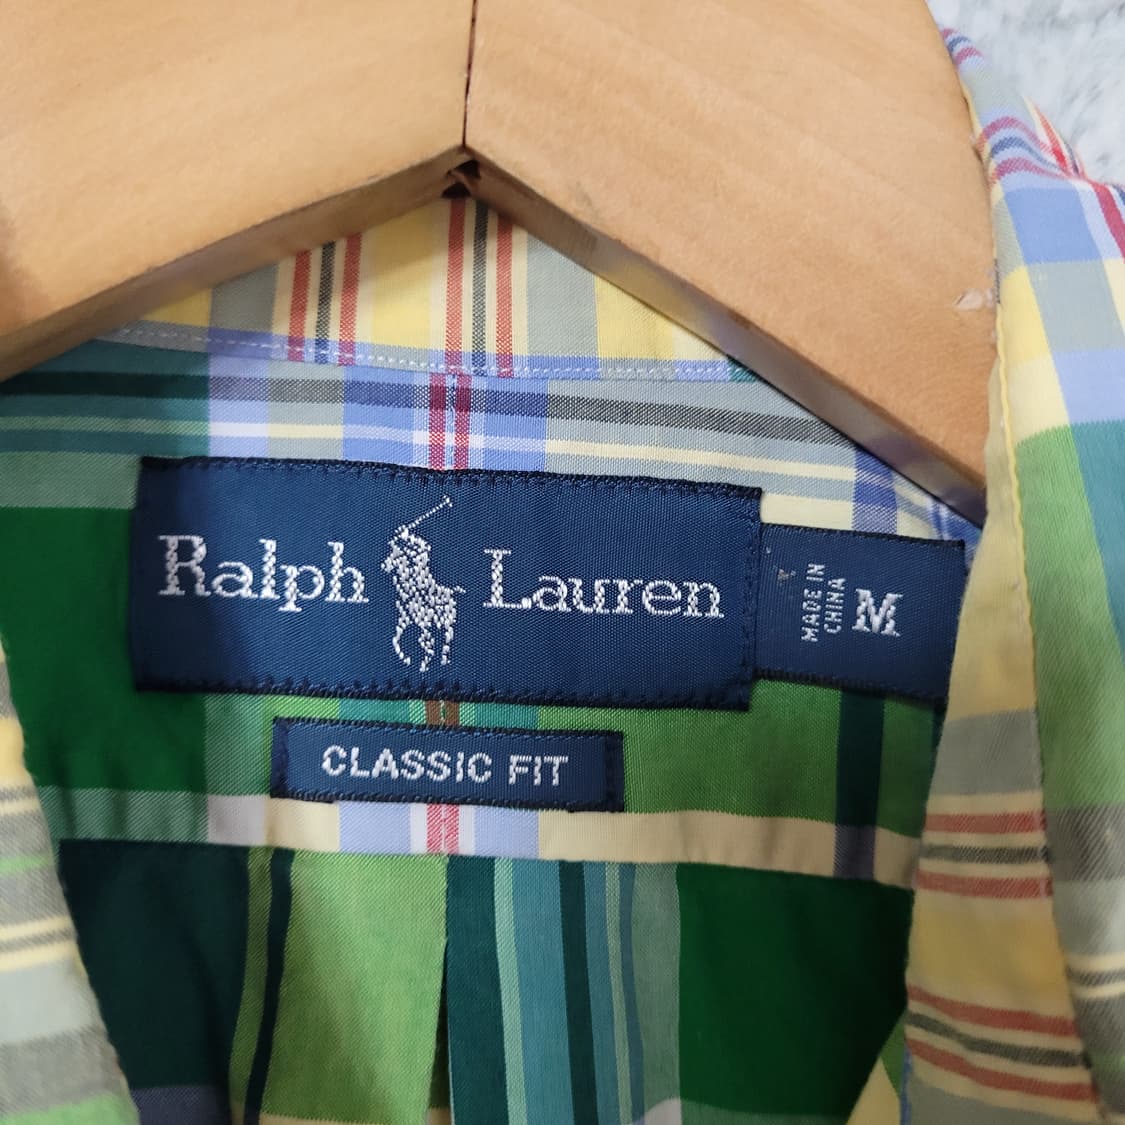 Ralph Lauren
MADE IN
CHINA
M
CLASSIC FIT